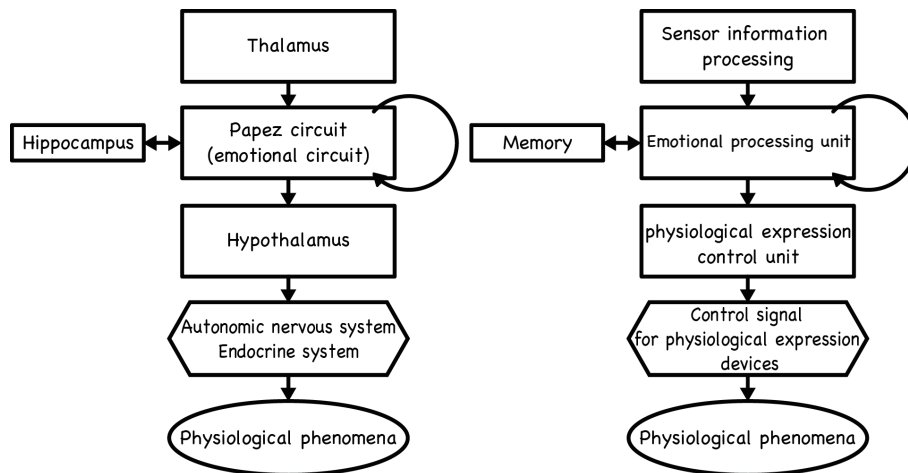 Thalamus
Hippocampus
Papez circuit
(emotional circuit)
Hypothalamus
Autonomic nervous system
Endocrine system
Physiological phenomena
Sensor information
processing
Memory
Emotional processing unit
physiological expression
control unit
Control signal
for physiological expression
devices
Physiological phenomena